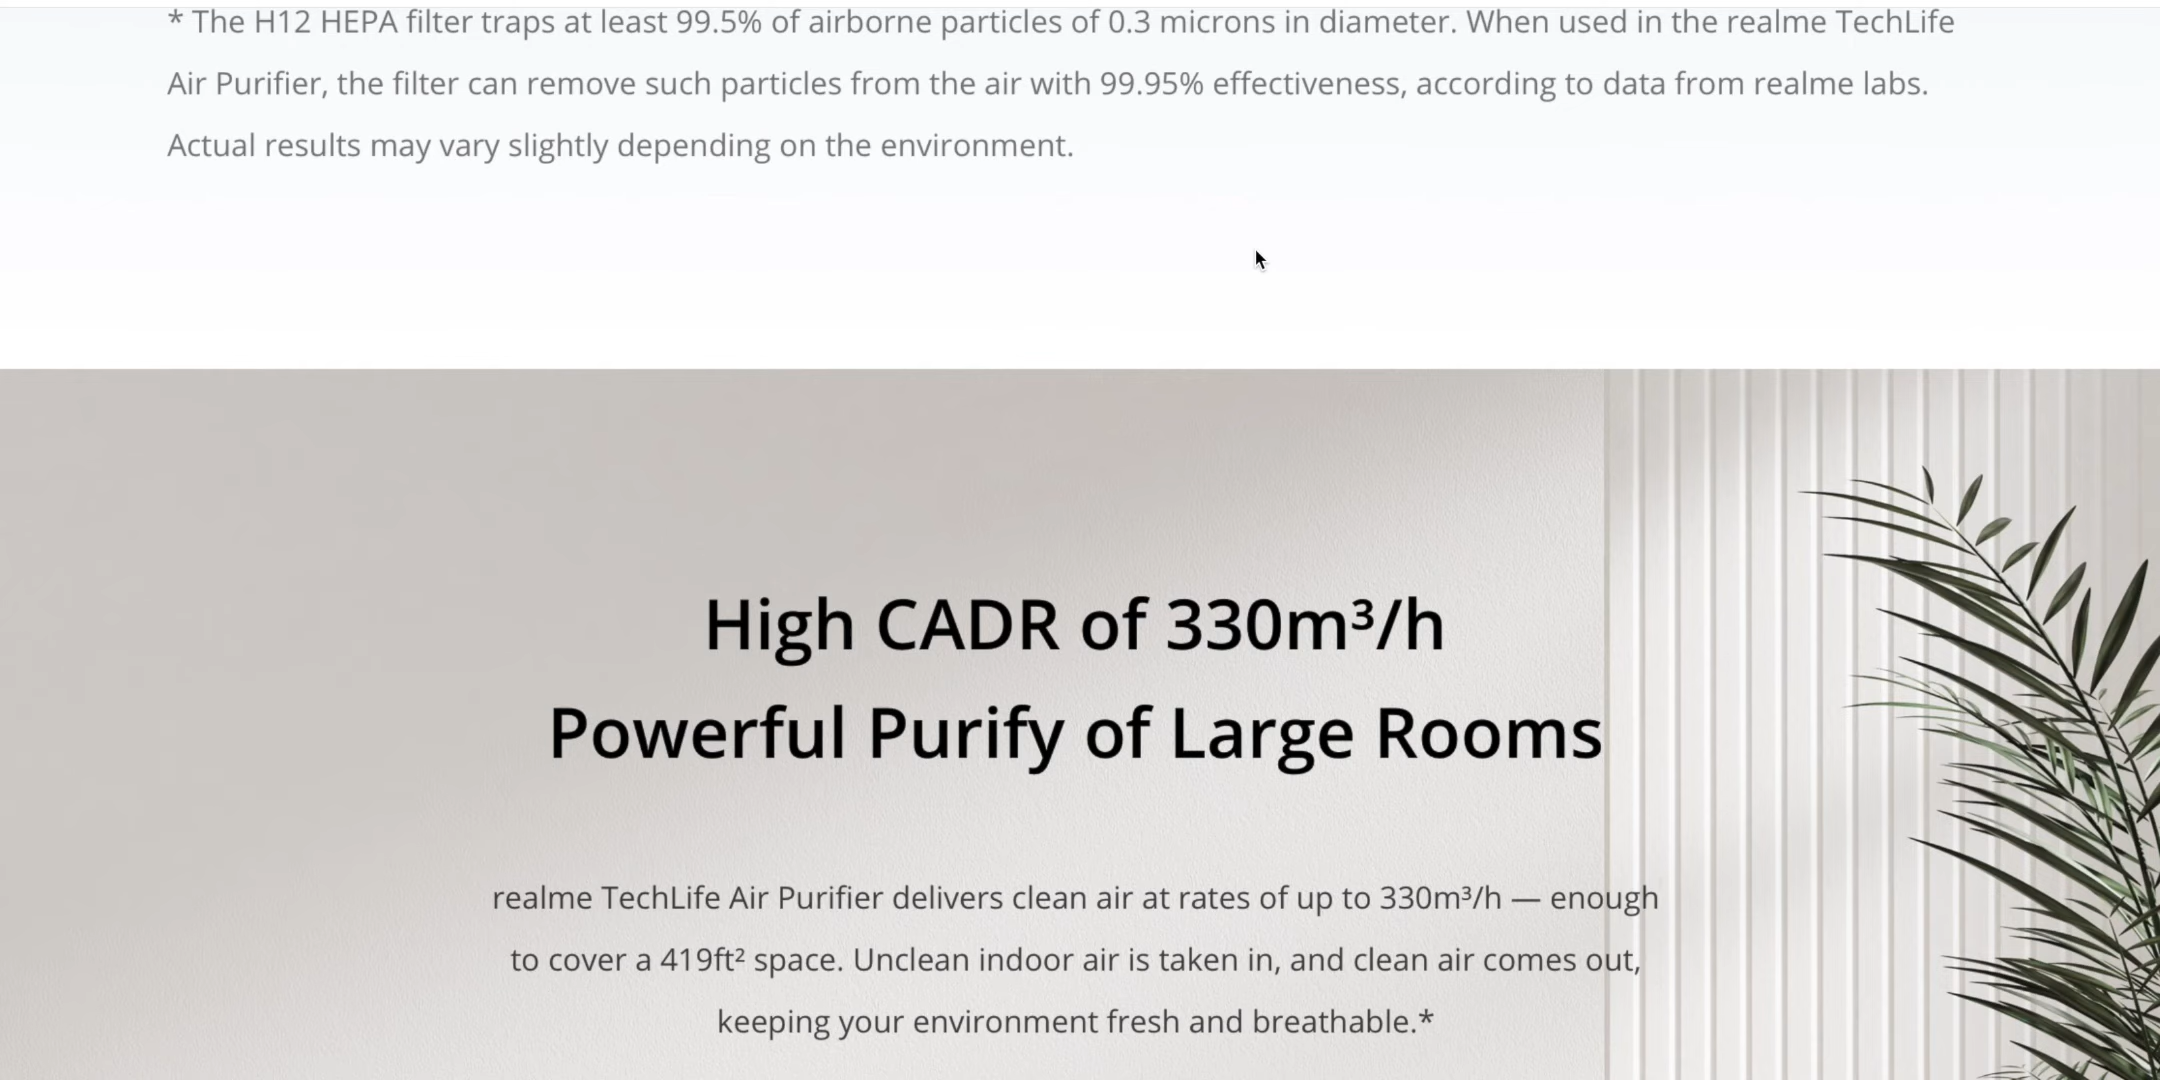 * The H12 HEPA filter traps at least 99.5% of airborne particles of 0.3 microns in diameter. When used in the realme TechLife
Air Purifier, the filter can remove such particles from the air with 99.95% effectiveness, according to data from realme labs.
Actual results may vary slightly depending on the environment.
High CADR of 330m³/h
Powerful Purify of Large Rooms
realme TechLife Air Purifier delivers clean air at rates of up to 330m³/h — enough
to cover a 419ft² space. Unclean indoor air is taken in, and clean air comes out,
keeping your environment fresh and breathable.*